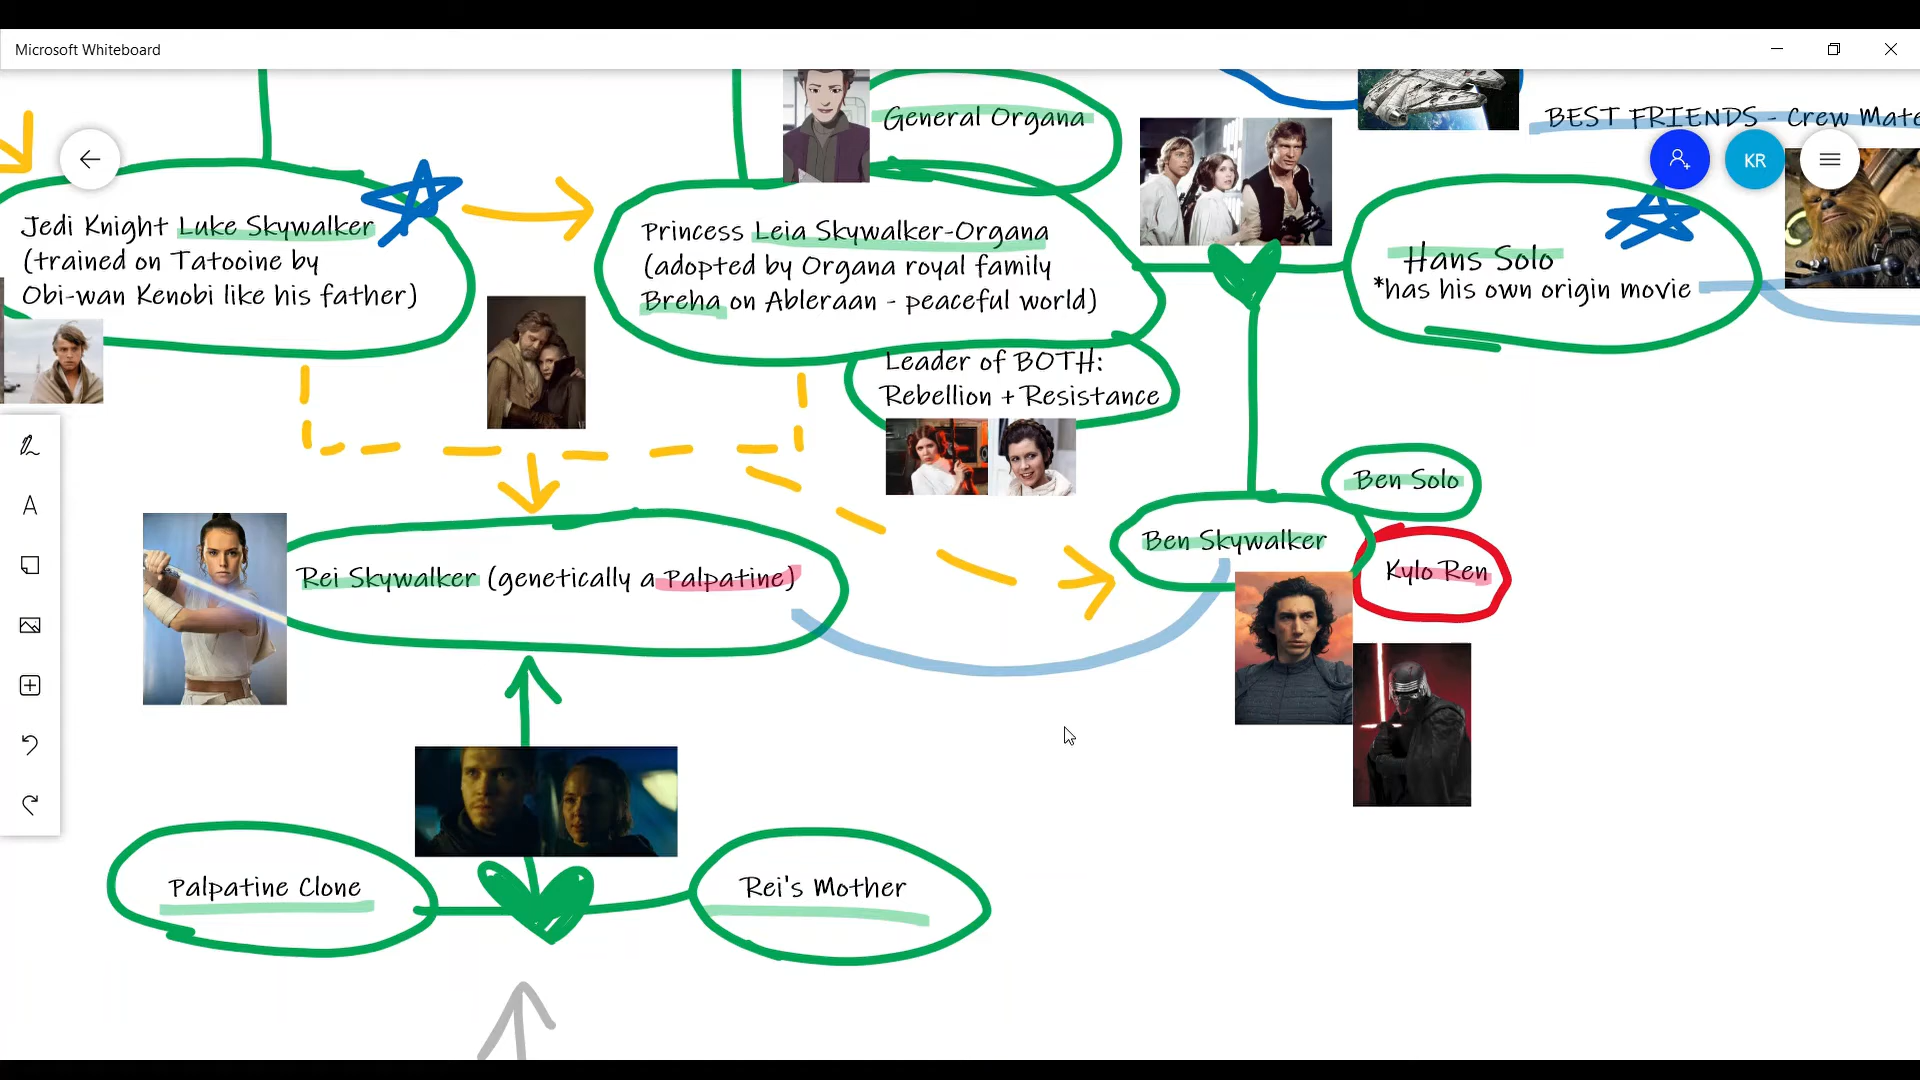 Microsoft Whiteboard
General Organa
BEST FRIENDS - Crew Mate
KR
Jedi Knight Luke Skywalker
(trained on Tatooine by
Obi-wan Kenobi like his father)
Princess Leia Skywalker-Organa
(adopted by Organa royal family
Breha on Ableraan - peaceful world)
Hans Solo
*has his own origin movie
Leader of BOTH:
Rebellion + Resistance
Ben Solo
Ben Skywalker
Kylo Ren
Rei Skywalker (genetically a Palpatine)
Palpatine Clone
Rei's Mother